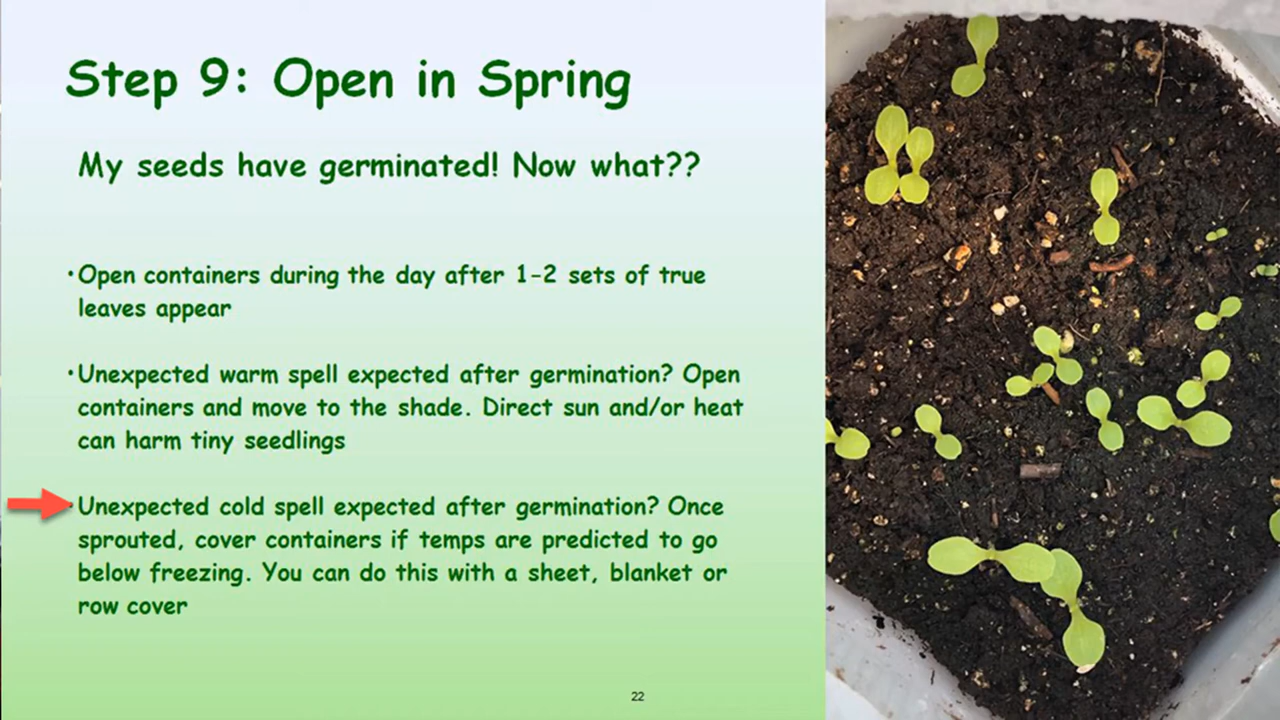 Step 9: Open in Spring
My seeds have germinated! Now what??
•Open containers during the day after 1-2 sets of true
leaves appear
•Unexpected warm spell expected after germination? Open
containers and move to the shade. Direct sun and/or heat
can harm tiny seedlings
•Unexpected cold spell expected after germination? Once
sprouted, cover containers if temps are predicted to go
below freezing. You can do this with a sheet, blanket or
row cover
22